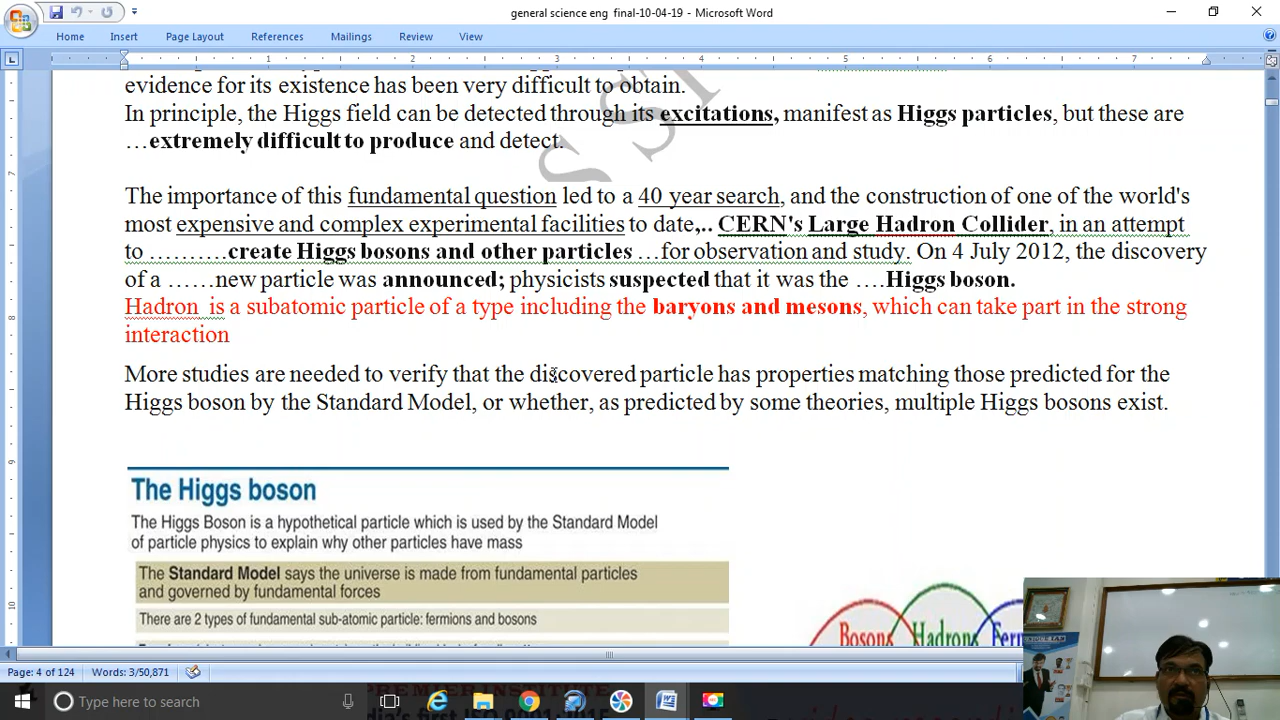 general science eng  final-10-04-19 - Microsoft Word
Home Insert Page Layout References Mailings Review View
1 2 3 4 5 6 7
evidence for its existence has been very difficult to obtain.
In principle, the Higgs field can be detected through its excitations, manifest as Higgs particles, but these are
…extremely difficult to produce and detect.
The importance of this fundamental question led to a 40 year search, and the construction of one of the world's
most expensive and complex experimental facilities to date,.. CERN's Large Hadron Collider, in an attempt
to ………create Higgs bosons and other particles …for observation and study. On 4 July 2012, the discovery
of a ……new particle was announced; physicists suspected that it was the ….Higgs boson.
Hadron  is a subatomic particle of a type including the baryons and mesons, which can take part in the strong
interaction
More studies are needed to verify that the discovered particle has properties matching those predicted for the
Higgs boson by the Standard Model, or whether, as predicted by some theories, multiple Higgs bosons exist.
The Higgs boson
The Higgs Boson is a hypothetical particle which is used by the Standard Model
of particle physics to explain why other particles have mass
The Standard Model says the universe is made from fundamental particles
and governed by fundamental forces
There are 2 types of fundamental sub-atomic particle: fermions and bosons
Bosons Hadrons
Page: 4 of 124 Words: 3/50,871
Type here to search